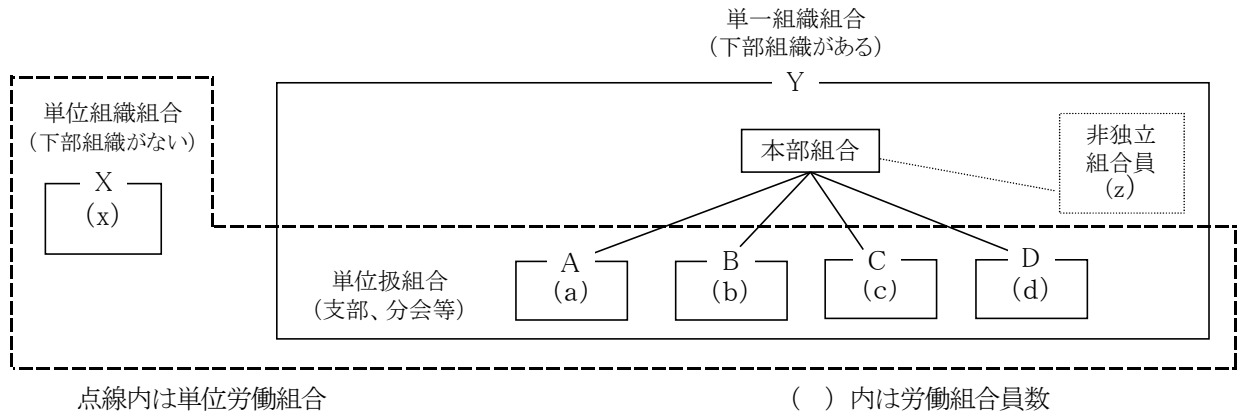 単一組織組合
（下部組織がある）
Y
単位組織組合
（下部組織がない）
X
（x）
本部組合
非独立
組合員
（z）
単位扱組合
（支部、分会等）
A
（a）
B
（b）
C
（c）
D
（d）
点線内は単位労働組合
（　）内は労働組合員数